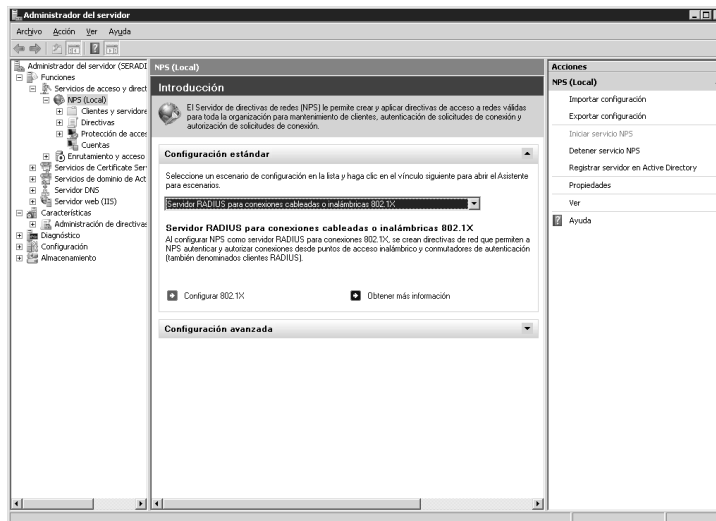 Administrador del servidor
Archivo Acción Ver Ayuda
Administrador del servidor (SERADI
Funciones
Servicios de acceso y direct
NPS (Local)
Clientes y servidore
Directivas
Protección de acces
Cuentas
Enrutamiento y acceso
Servicios de Certificate Ser
Servicios de dominio de Act
Servidor DNS
Servidor web (IIS)
Características
Administración de directivas
Diagnóstico
Configuración
Almacenamiento
NPS (Local)
Introducción
El Servidor de directivas de redes (NPS) le permite crear y aplicar directivas de acceso a redes válidas
para toda la organización para mantenimiento de clientes, autenticación de solicitudes de conexión y
autorización de solicitudes de conexión.
Configuración estándar
Seleccione un escenario de configuración en la lista y haga clic en el vínculo siguiente para abrir el Asistente
para escenarios.
Servidor RADIUS para conexiones cableadas o inalámbricas 802.1X
Servidor RADIUS para conexiones cableadas o inalámbricas 802.1X
Al configurar NPS como servidor RADIUS para conexiones 802.1X, se crean directivas de red que permiten a
NPS autenticar y autorizar conexiones desde puntos de acceso inalámbrico y conmutadores de autenticación
(también denominados clientes RADIUS).
Configurar 802.1X
Obtener más información
Configuración avanzada
Acciones
NPS (Local)
Importar configuración
Exportar configuración
Iniciar servicio NPS
Detener servicio NPS
Registrar servidor en Active Directory
Propiedades
Ver
Ayuda